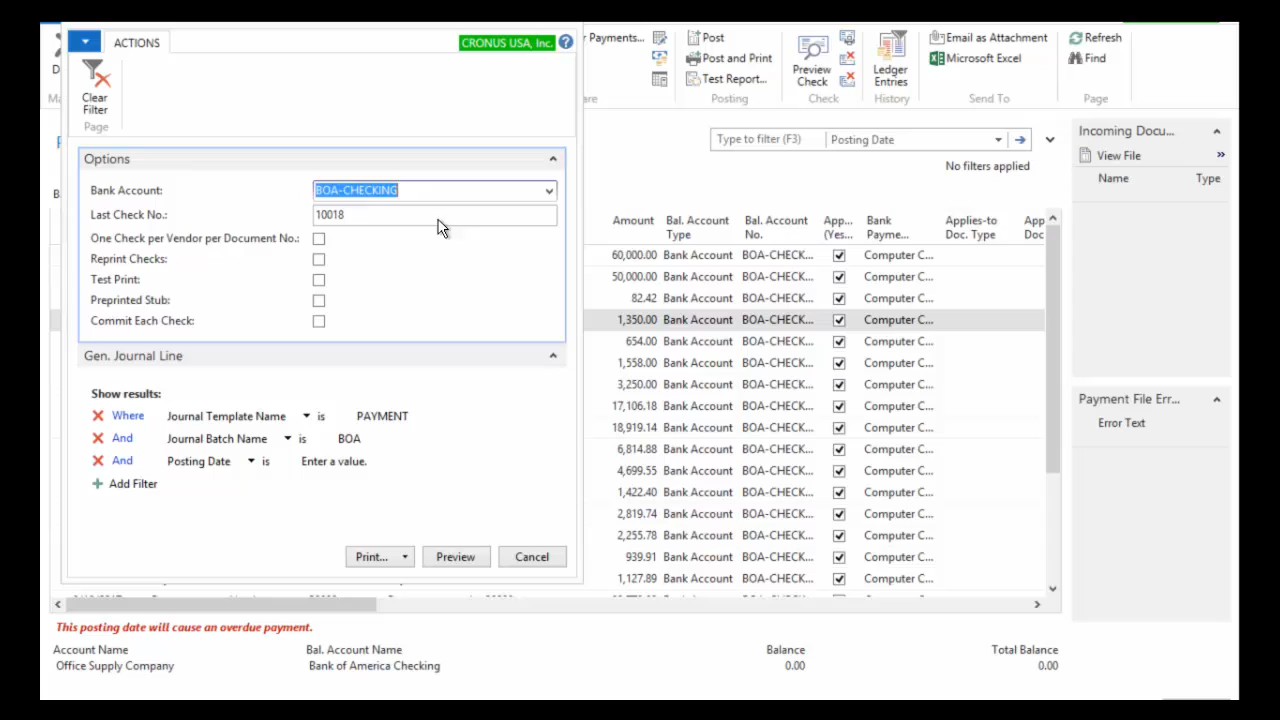 ACTIONS
CRONUS USA, Inc.
Clear
Filter
Page
Options
Bank Account: BOA-CHECKING
Last Check No.: 10018
One Check per Vendor per Document No.:
Reprint Checks:
Test Print:
Preprinted Stub:
Commit Each Check:
Gen. Journal Line
Show results:
Where Journal Template Name is PAYMENT
And Journal Batch Name is BOA
And Posting Date is Enter a value.
Add Filter
Print... Preview Cancel
Payments...
Post
Post and Print
Test Report...
Posting
Preview
Check
Check
Ledger
Entries
History
Email as Attachment
Microsoft Excel
Send To
Refresh
Find
Page
Type to filter (F3) Posting Date
No filters applied
Amount Bal. Account Type Bal. Account No. App... (Yes... Bank Payme... Applies-to Doc. Type App Doc
60,000.00 Bank Account BOA-CHECK... Computer C...
50,000.00 Bank Account BOA-CHECK... Computer C...
82.42 Bank Account BOA-CHECK... Computer C...
1,350.00 Bank Account BOA-CHECK... Computer C...
654.00 Bank Account BOA-CHECK... Computer C...
1,558.00 Bank Account BOA-CHECK... Computer C...
3,250.00 Bank Account BOA-CHECK... Computer C...
17,106.18 Bank Account BOA-CHECK... Computer C...
18,919.14 Bank Account BOA-CHECK... Computer C...
6,814.88 Bank Account BOA-CHECK... Computer C...
4,699.55 Bank Account BOA-CHECK... Computer C...
1,422.40 Bank Account BOA-CHECK... Computer C...
2,819.74 Bank Account BOA-CHECK... Computer C...
2,255.78 Bank Account BOA-CHECK... Computer C...
939.91 Bank Account BOA-CHECK... Computer C...
1,127.89 Bank Account BOA-CHECK... Computer C...
Incoming Docu...
View File
Name Type
Payment File Err...
Error Text
This posting date will cause an overdue payment.
Account Name Bal. Account Name Balance Total Balance
Office Supply Company Bank of America Checking 0.00 0.00